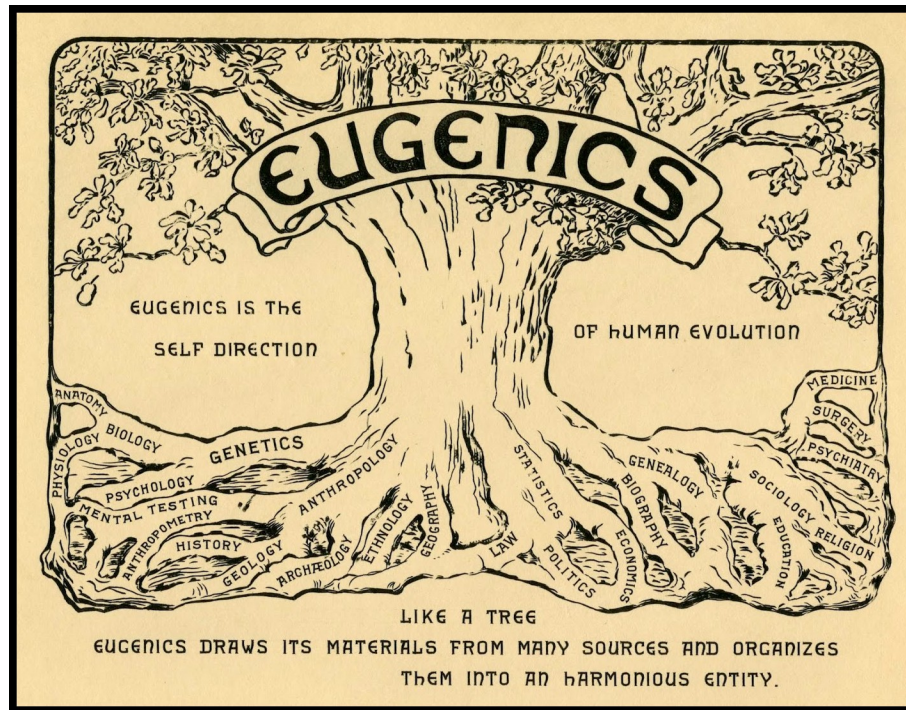 EUGENICS
EUGENICS IS THE
SELF DIRECTION
OF HUMAN EVOLUTION
ANATOMY
PHYSIOLOGY
BIOLOGY
GENETICS
PSYCHOLOGY
MENTAL TESTING
ANTHROPOMETRY
HISTORY
GEOLOGY
ANTHROPOLOGY
ARCHÆOLOGY
ETHNOLOGY
GEOGRAPHY
LAW
STATISTICS
POLITICS
ECONOMICS
BIOGRAPHY
GENEALOGY
EDUCATION
SOCIOLOGY
RELIGION
PSYCHIATRY
SURGERY
MEDICINE
LIKE A TREE
EUGENICS DRAWS ITS MATERIALS FROM MANY SOURCES AND ORGANIZES
THEM INTO AN HARMONIOUS ENTITY.